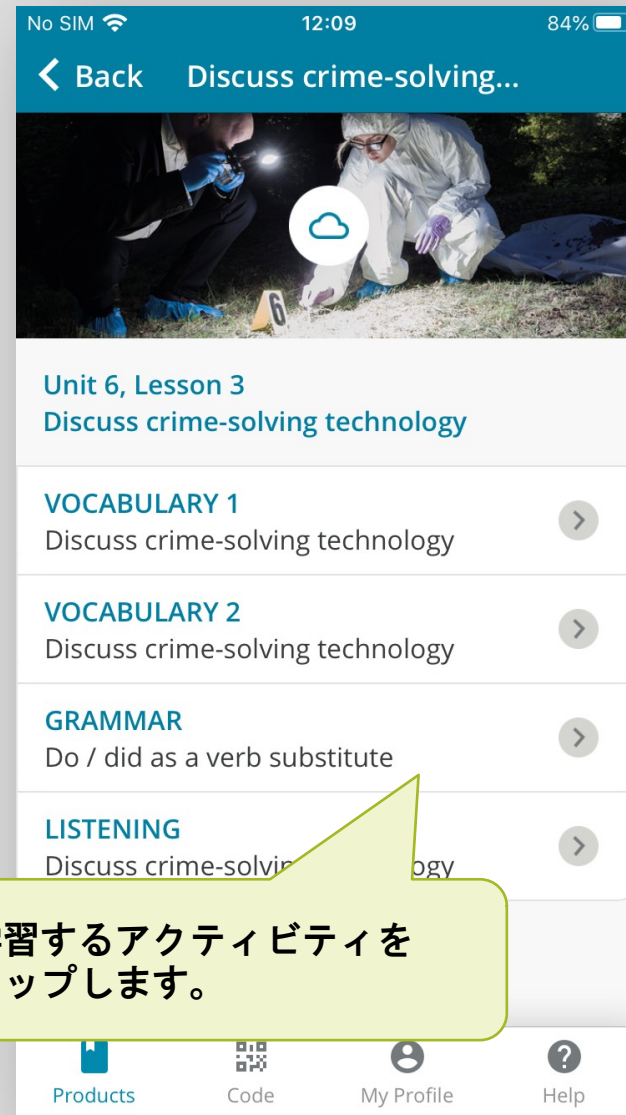 No SIM 12:09 84%
Back Discuss crime-solving...
6
Unit 6, Lesson 3
Discuss crime-solving technology
VOCABULARY 1
Discuss crime-solving technology
VOCABULARY 2
Discuss crime-solving technology
GRAMMAR
Do / did as a verb substitute
LISTENING
Discuss crime-solving
習するアクティビティを
ップします。
Products Code My Profile Help